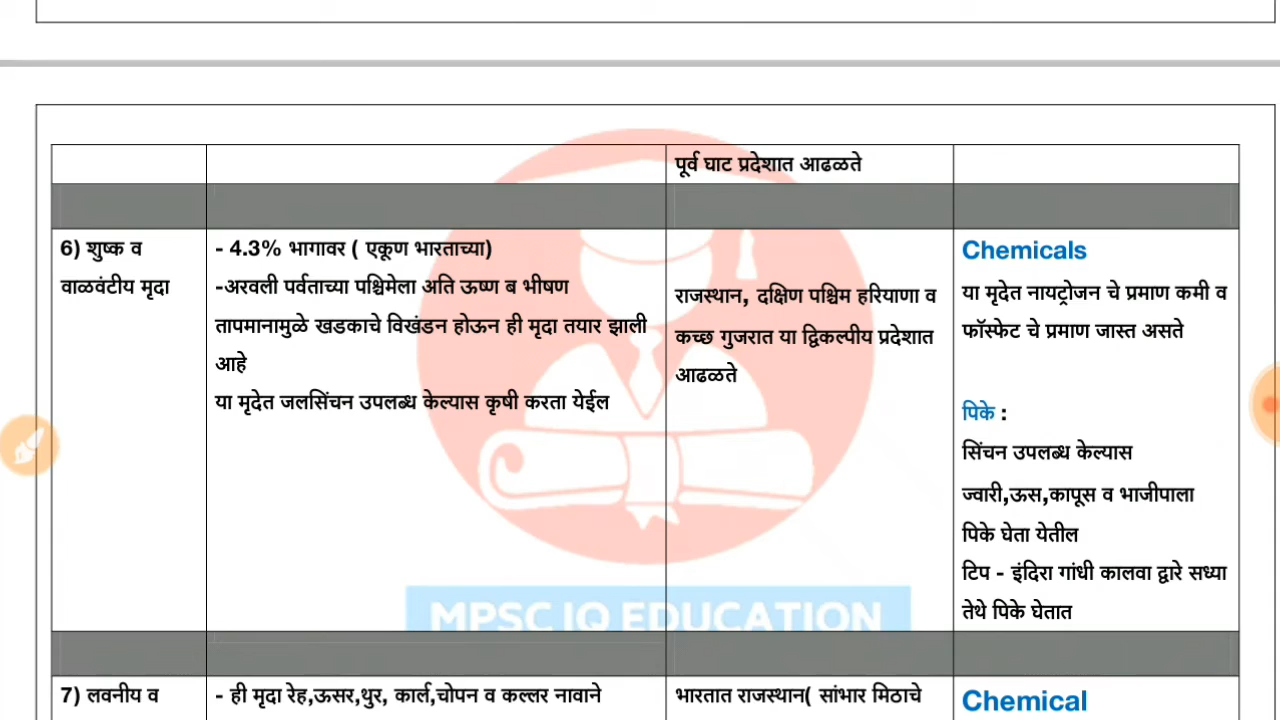 पूर्व घाट प्रदेशात आढळते
6) शुष्क व
वाळवंटीय मृदा
- 4.3% भागावर ( एकूण भारताच्या)
-अरवली पर्वताच्या पश्चिमेला अति ऊष्ण ब भीषण
तापमानामुळे खडकाचे विखंडन होऊन ही मृदा तयार झाली
आहे
या मृदेत जलसिंचन उपलब्ध केल्यास कृषी करता येईल
राजस्थान, दक्षिण पश्चिम हरियाणा व
कच्छ गुजरात या द्विकल्पीय प्रदेशात
आढळते
Chemicals
या मृदेत नायट्रोजन चे प्रमाण कमी व
फॉस्फेट चे प्रमाण जास्त असते
पिके :
सिंचन उपलब्ध केल्यास
ज्वारी,ऊस,कापूस व भाजीपाला
पिके घेता येतील
टिप - इंदिरा गांधी कालवा द्वारे सध्या
तेथे पिके घेतात
MPSC IQ EDUCATION
7) लवनीय व
- ही मृदा रेह,ऊसर,थुर, कार्ल,चोपन व कल्लर नावाने
भारतात राजस्थान( सांभार मिठाचे
Chemical